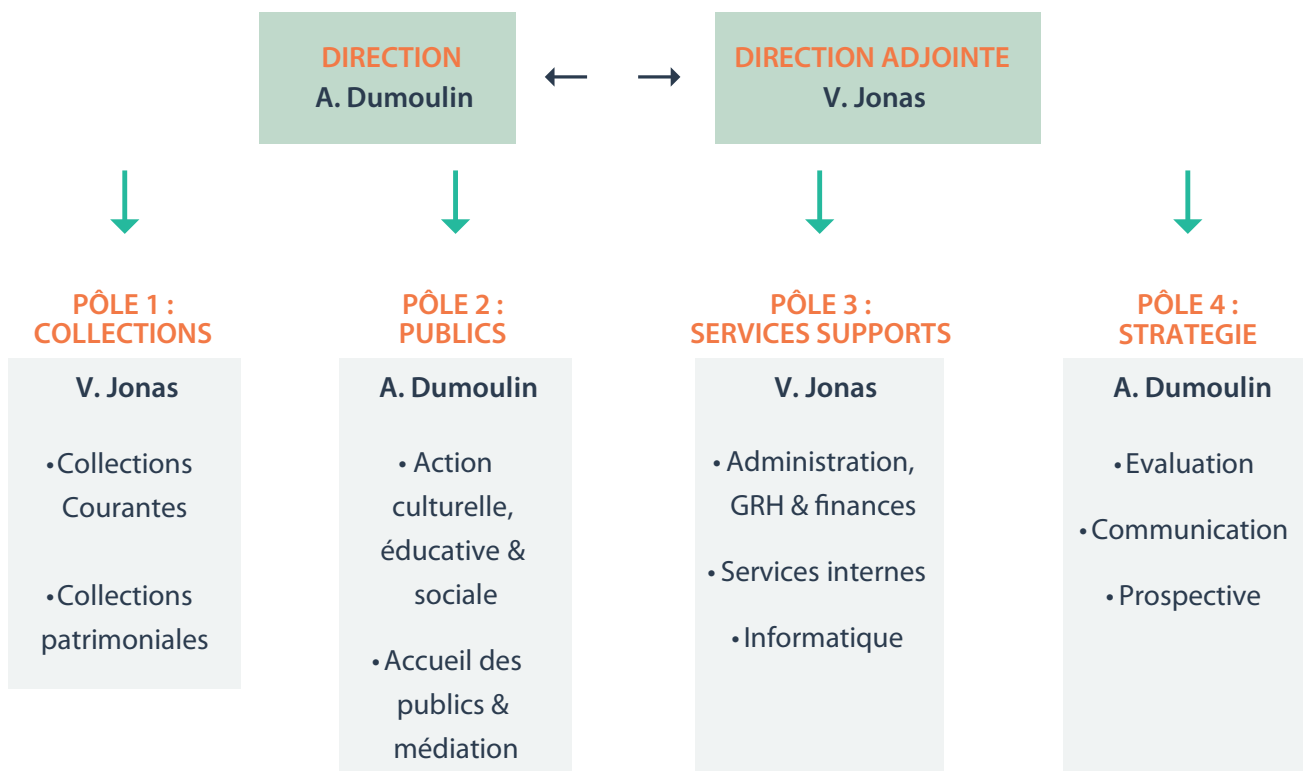 DIRECTION
A. Dumoulin
DIRECTION ADJOINTE
V. Jonas
PÔLE 1 :
COLLECTIONS
V. Jonas
•Collections
Courantes
•Collections
patrimoniales
PÔLE 2 :
PUBLICS
A. Dumoulin
• Action
culturelle,
éducative &
sociale
•Accueil des
publics &
médiation
PÔLE 3 :
SERVICES SUPPORTS
V. Jonas
•Administration,
GRH & finances
•Services internes
•Informatique
PÔLE 4 :
STRATEGIE
A. Dumoulin
•Evaluation
•Communication
•Prospective